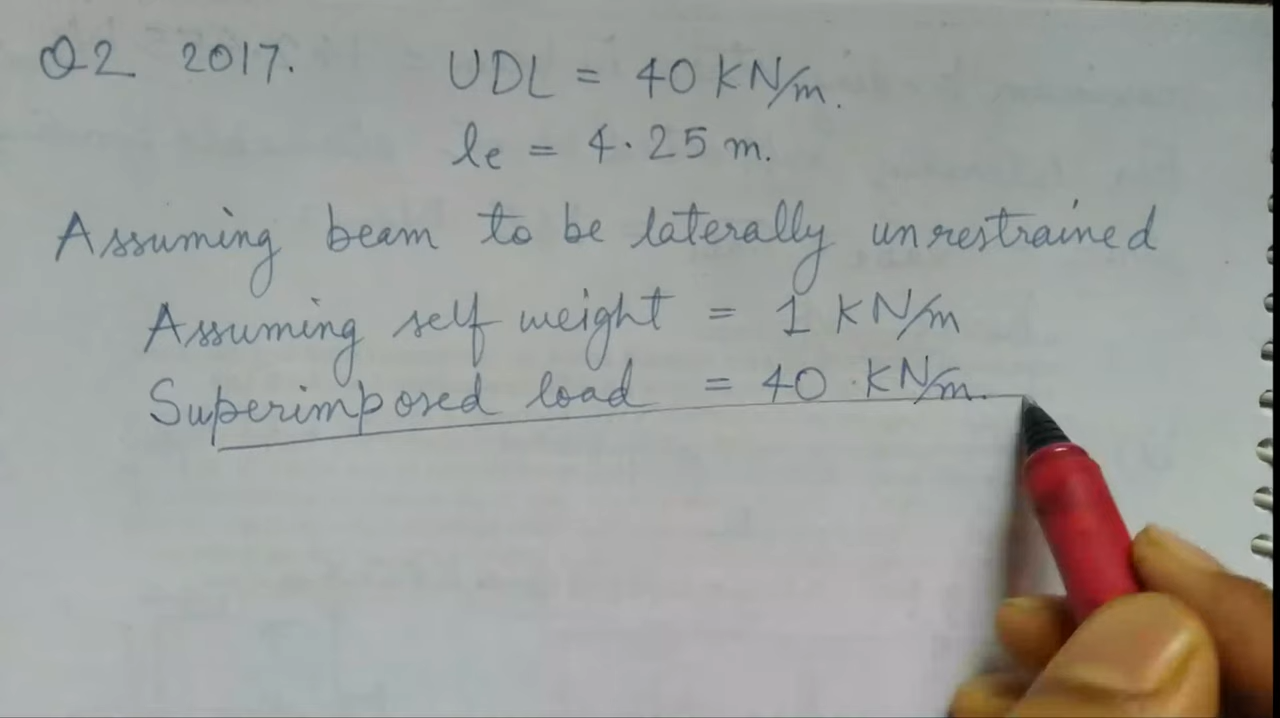 Q2 2017. UDL = 40 KN/m.
le = 4.25 m.
Assuming beam to be laterally unrestrained
Assuming self weight = 1 KN/m
Superimposed load = 40 KN/m.